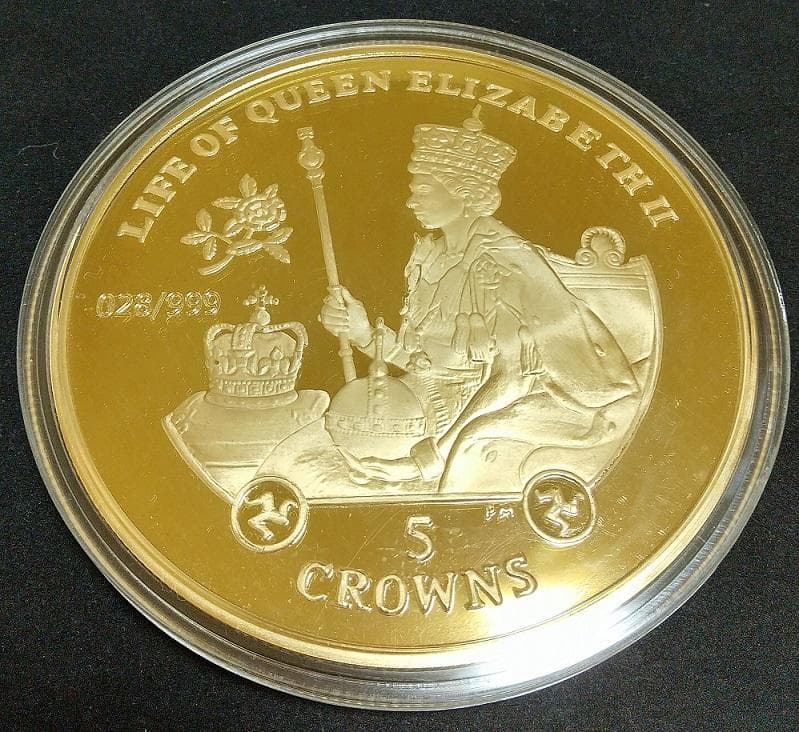 LIFE OF QUEEN ELIZABETH II
028/999
PM
5
CROWNS